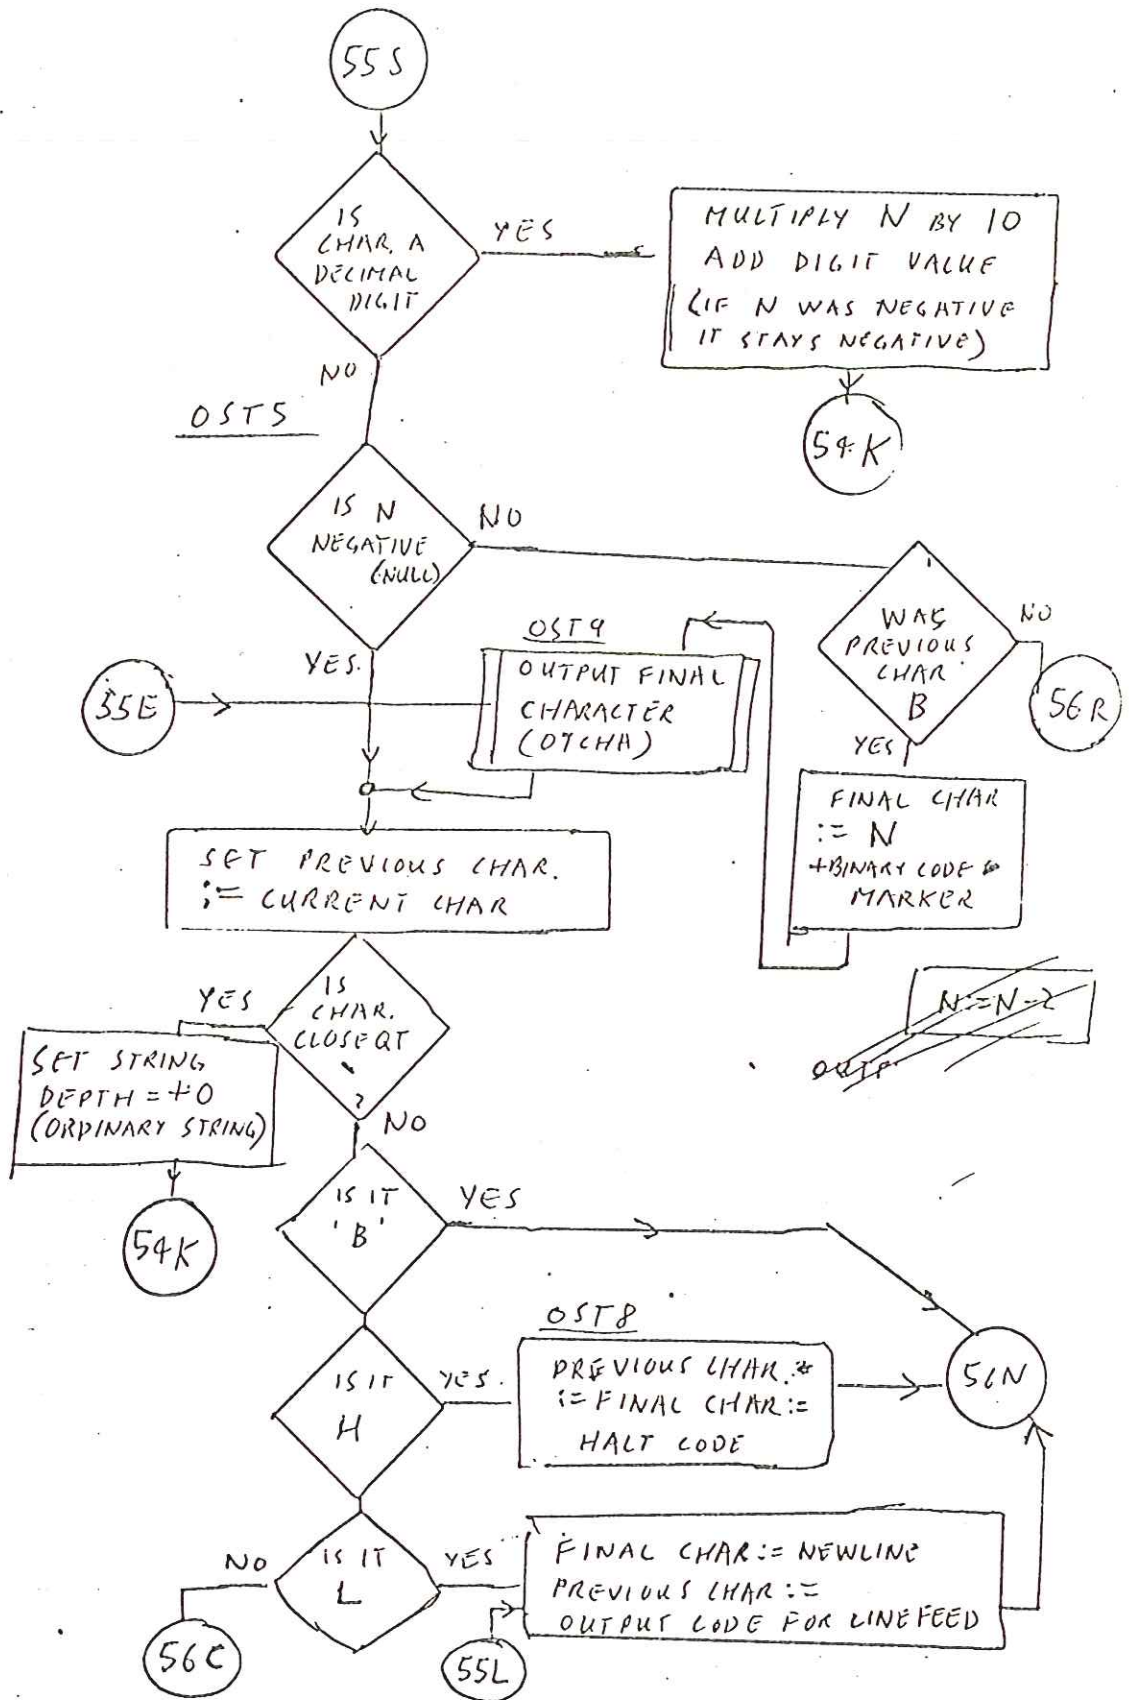 55S
IS
CHAR. A
DECIMAL
DIGIT
YES
MULTIPLY N BY 10
ADD DIGIT VALUE
(IF N WAS NEGATIVE
IT STAYS NEGATIVE)
NO
54K
OST5
IS N
NEGATIVE
(NULL)
NO
WAS
PREVIOUS
CHAR.
B
NO
56R
YES.
OST9
OUTPUT FINAL
CHARACTER
(OTCHA)
55E
YES
FINAL CHAR
:= N
+BINARY CODE
MARKER
SET PREVIOUS CHAR.
:= CURRENT CHAR
N:=N-2
OUTP
YES
IS
CHAR.
CLOSEQT
?
SET STRING
DEPTH = +0
(ORDINARY STRING)
NO
54K
IS IT
'B'
YES
OST8
IS IT
H
YES.
PREVIOUS CHAR.
:= FINAL CHAR :=
HALT CODE
56N
NO
IS IT
L
YES
FINAL CHAR := NEWLINE
PREVIOUS CHAR :=
OUTPUT CODE FOR LINEFEED
56C
55L